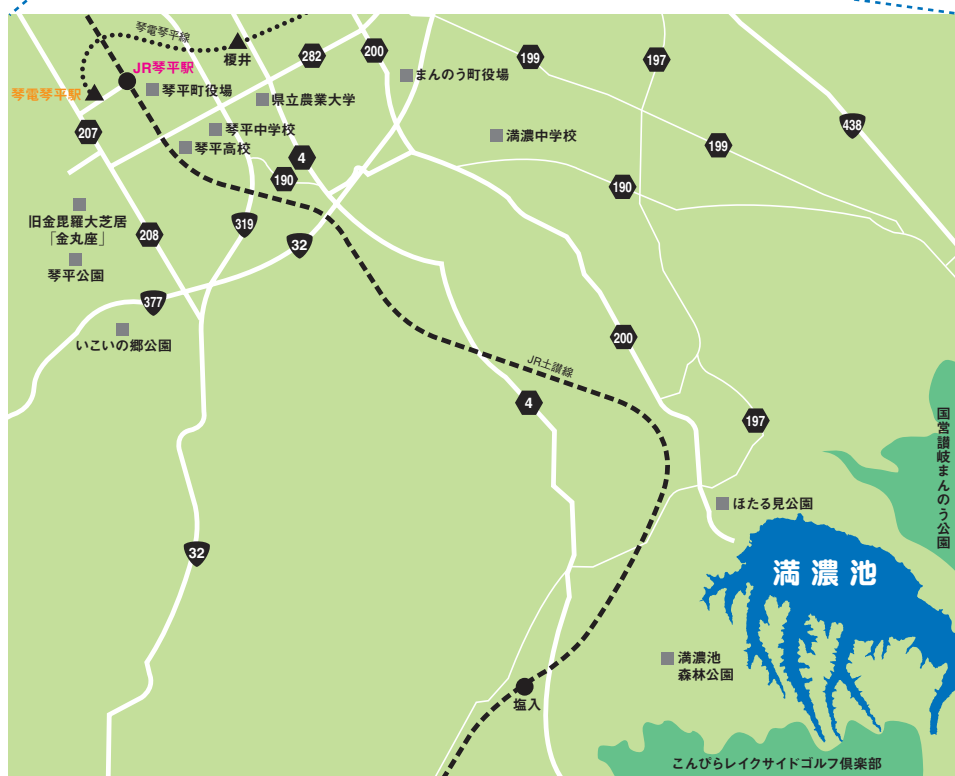 琴電琴平線
榎井
JR琴平駅
琴電琴平駅
琴平町役場
282
200
まんのう町役場
199
197
県立農業大学
207
琴平中学校
琴平高校
満濃中学校
438
199
4
190
190
旧金毘羅大芝居
「金丸座」
208
319
32
琴平公園
377
いこいの郷公園
200
JR土讃線
4
197
国営讃岐まんのう公園
ほたる見公園
32
満濃池
満濃池
森林公園
塩入
こんぴらレイクサイドゴルフ倶楽部